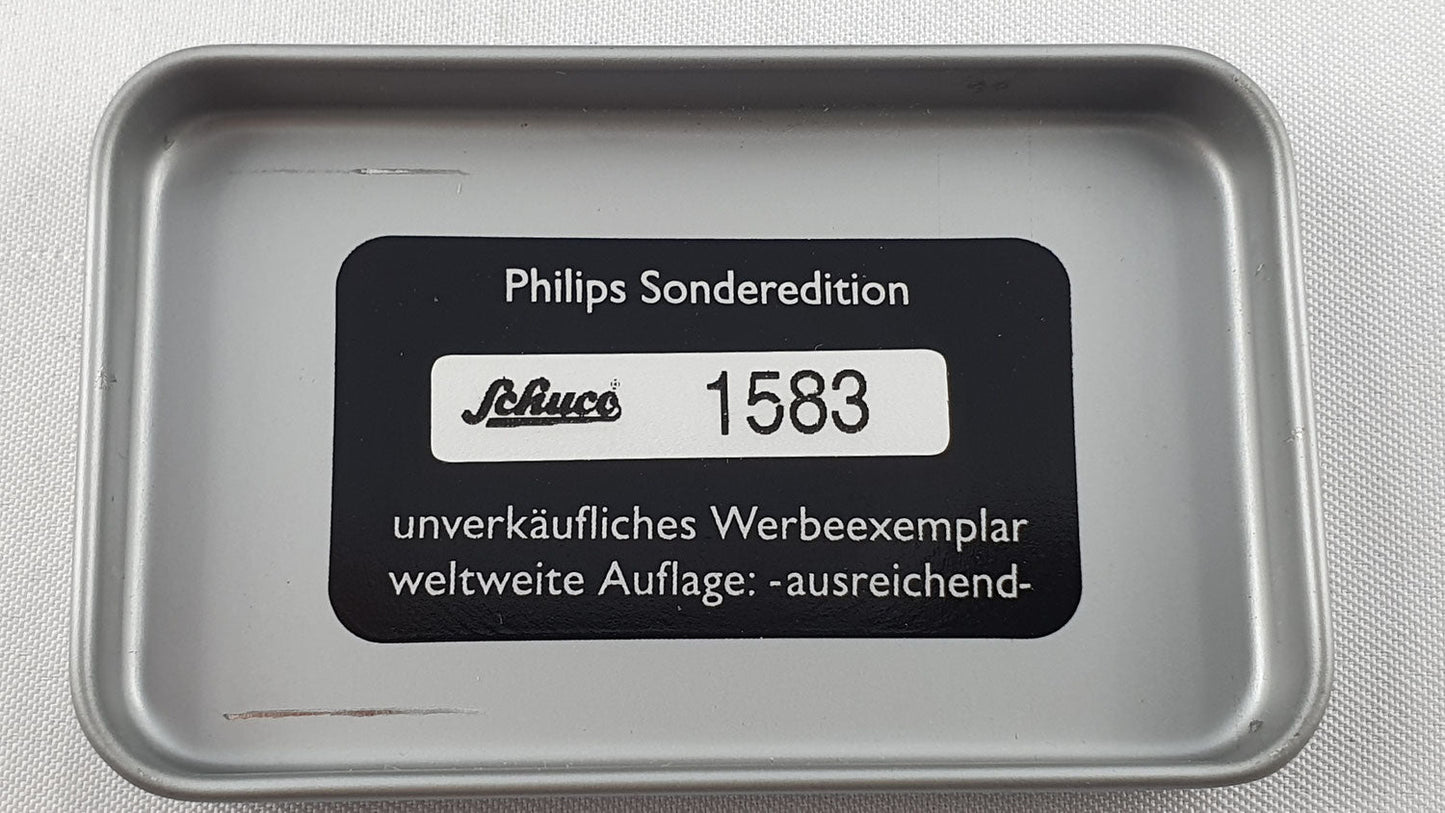 Philips Sonderedition
Schuco® 1583
unverkäufliches Werbeexemplar
weltweite Auflage: -ausreichend-